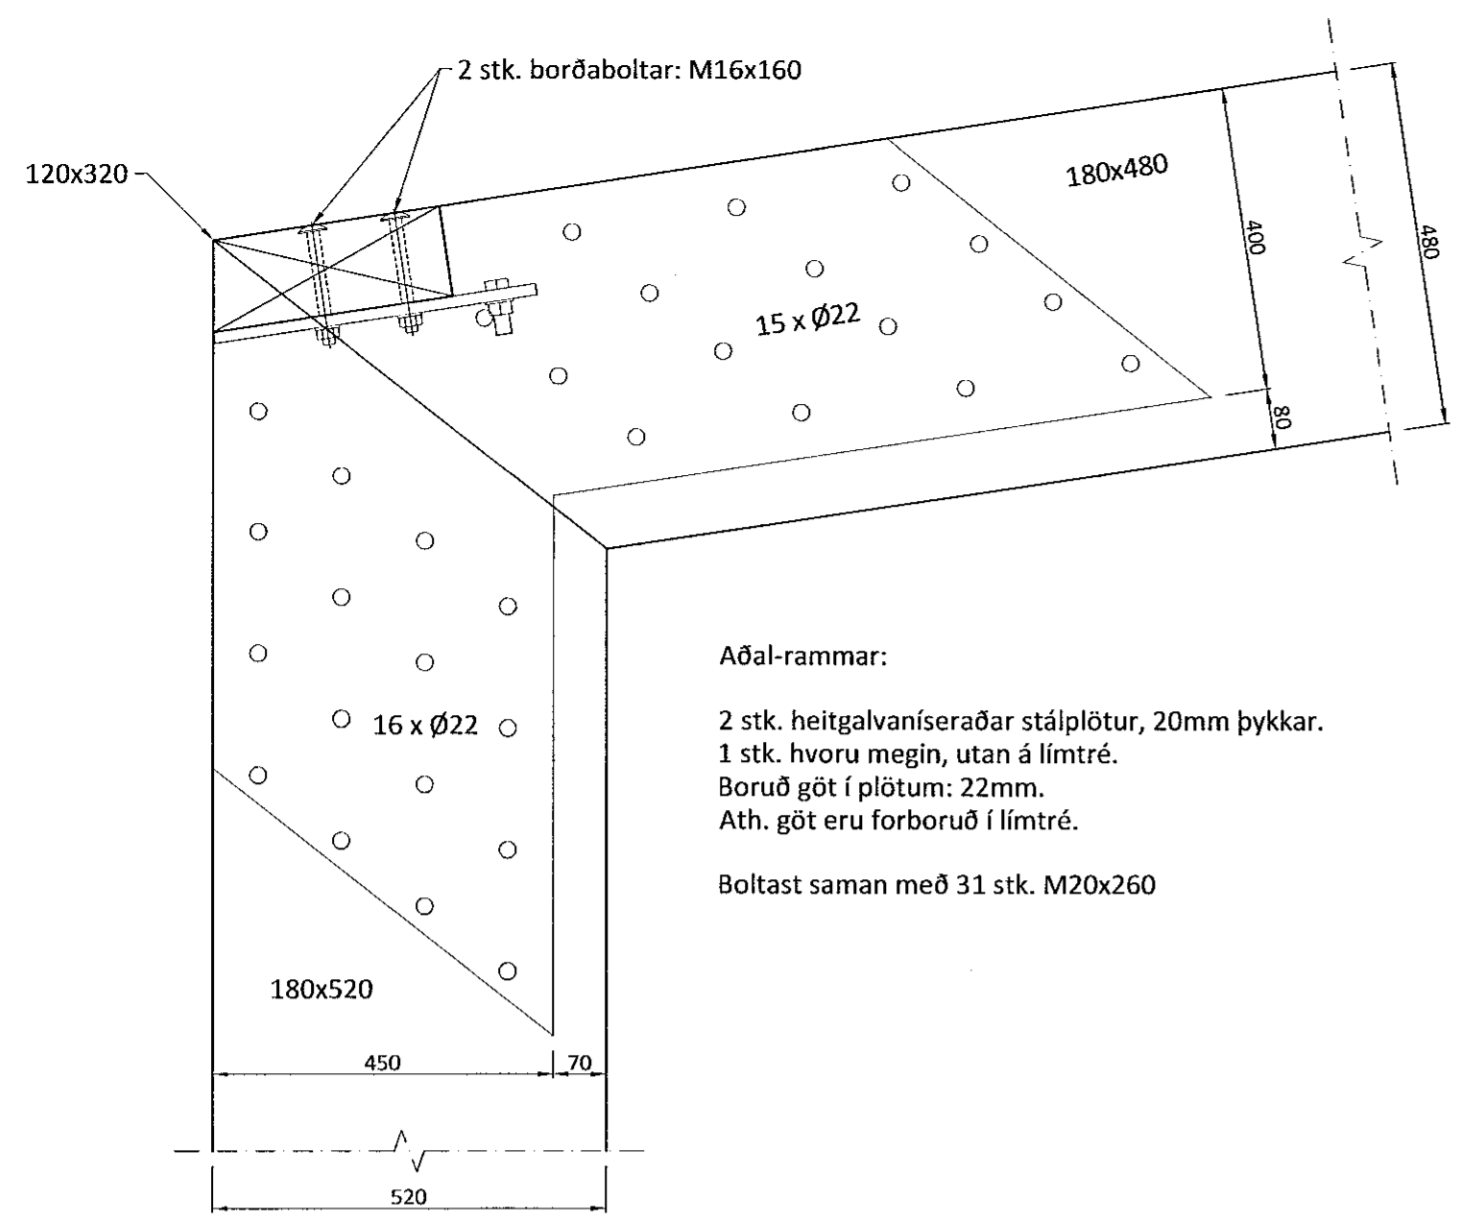 2 stk. borðaboltar: M16x160
120x320
180x480
400
480
15 x Ø22
80
Aðal-rammar:
2 stk. heitgalvaníseraðar stálplötur, 20mm þykkar.
1 stk. hvoru megin, utan á límtré.
Boruð göt í plötum: 22mm.
Ath. göt eru forboruð í límtré.
Boltast saman með 31 stk. M20x260
16 x Ø22
180x520
450
70
520